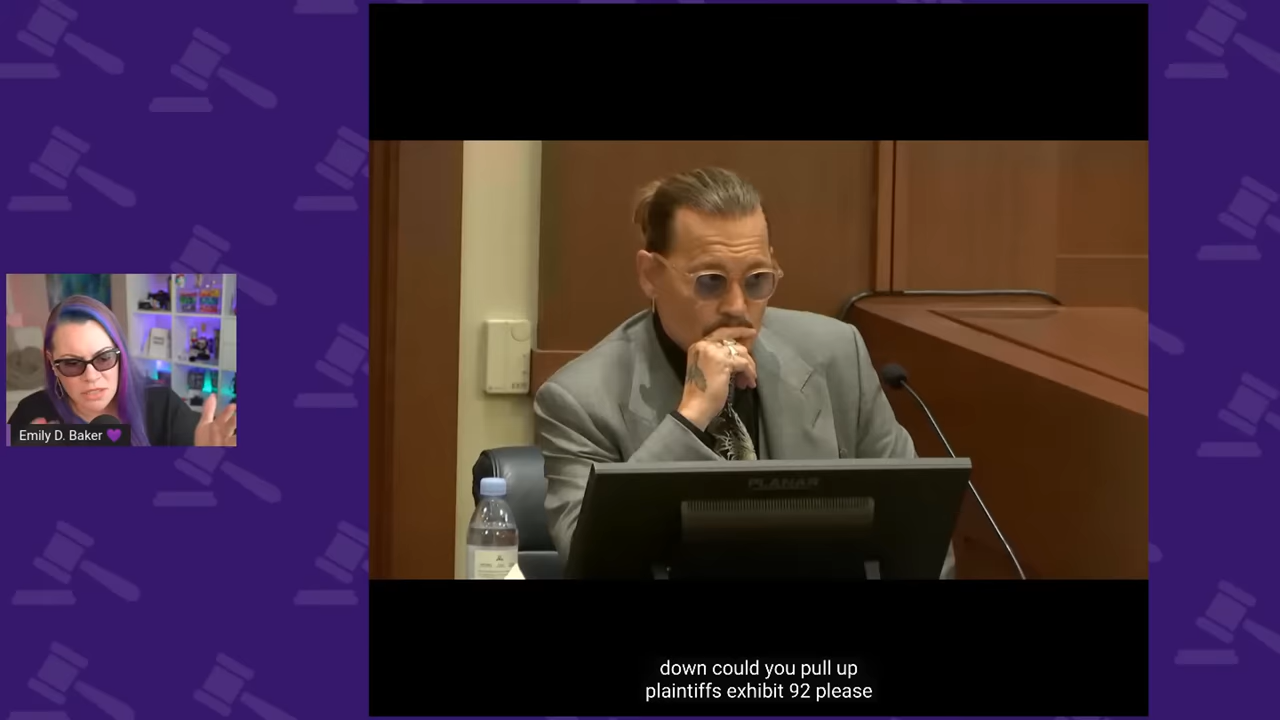 Emily D. Baker 💜
PLANAR
down could you pull up
plaintiffs exhibit 92 please